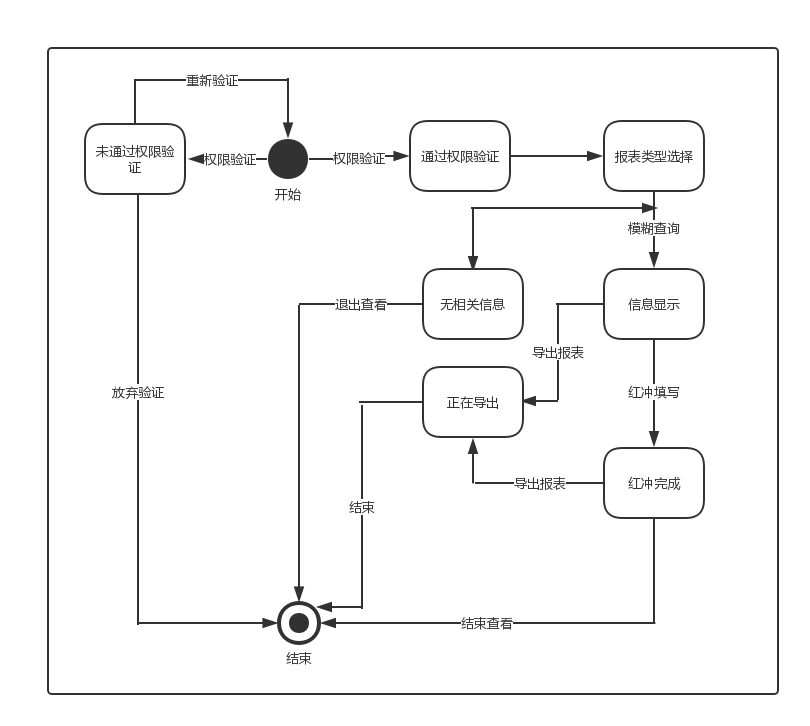 重新验证
未通过权限验
证
权限验证
权限验证
通过权限验证
报表类型选择
开始
模糊查询
退出查看
无相关信息
信息显示
导出报表
放弃验证
正在导出
红冲填写
导出报表
红冲完成
结束
结束查看
结束